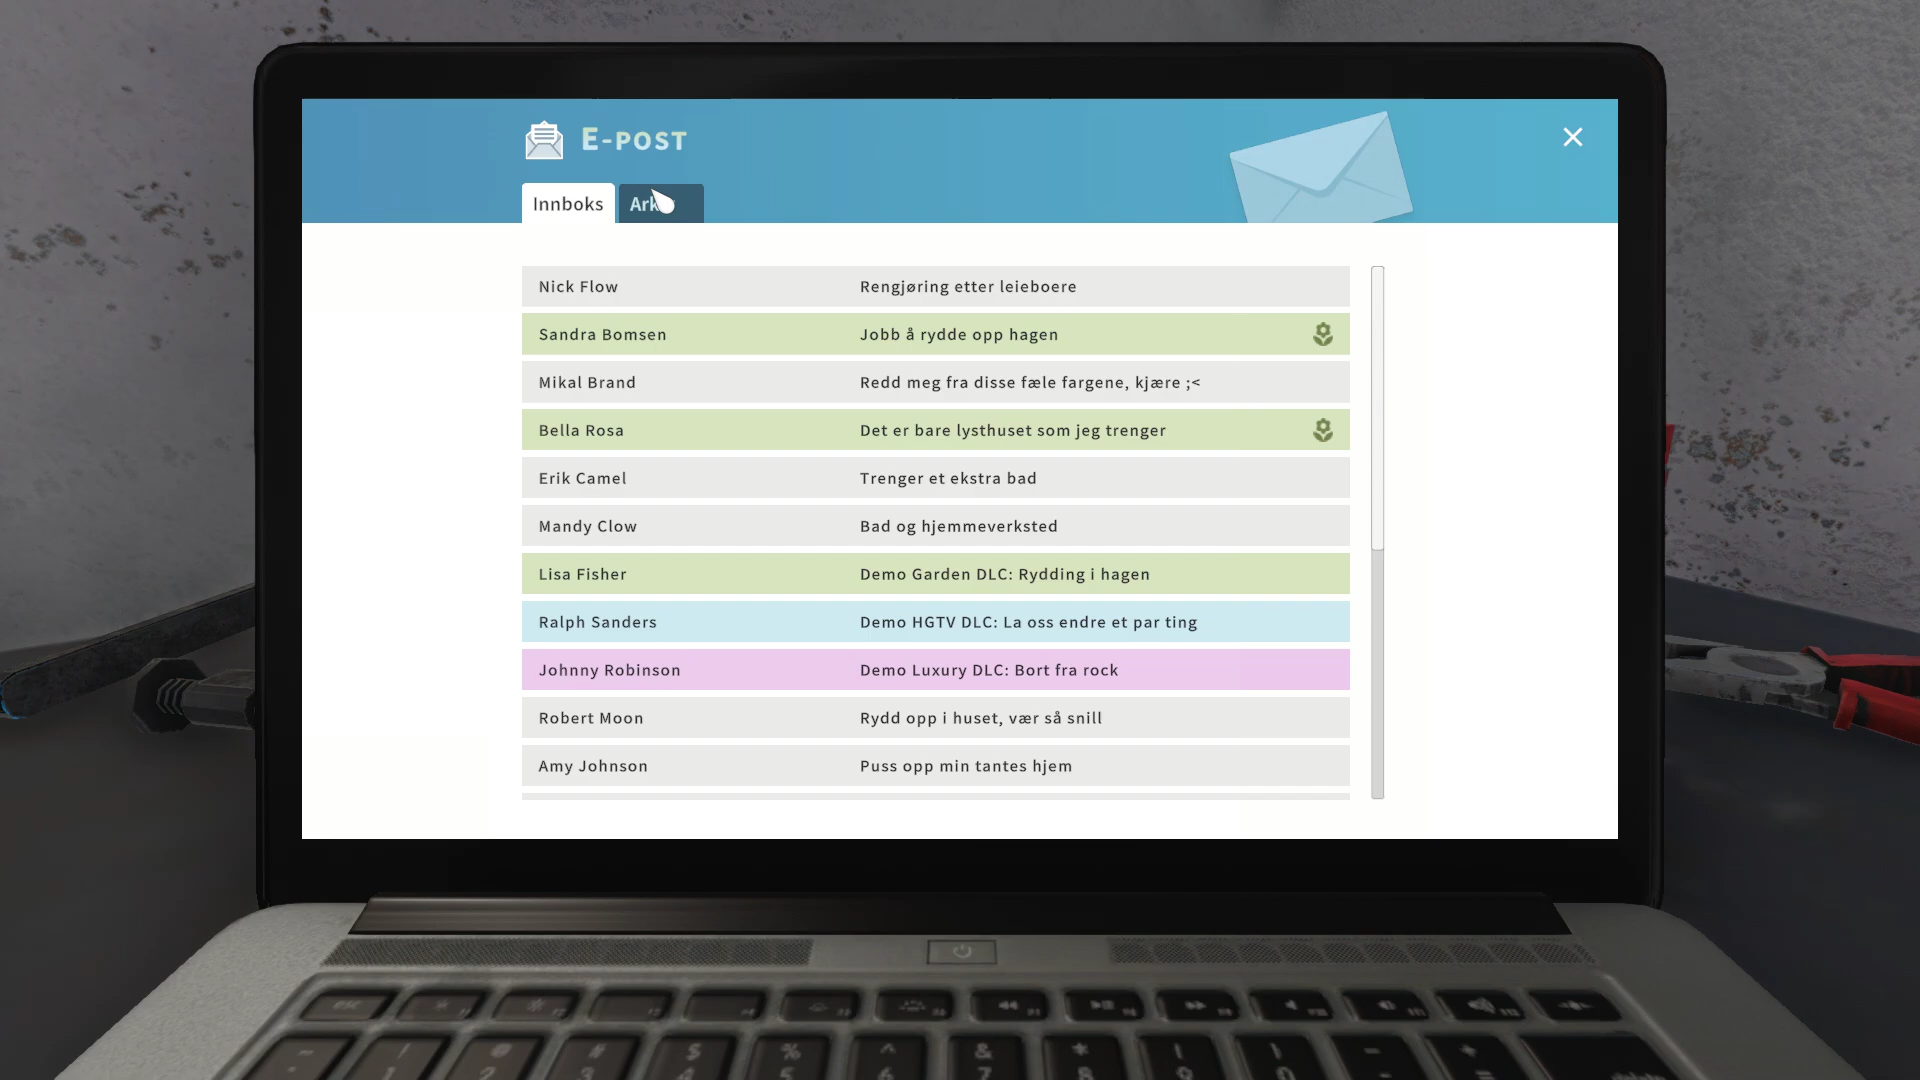 E-POST
Innboks
Nick Flow Rengjøring etter leieboere
Sandra Bomsen Jobb å rydde opp hagen
Mikal Brand Redd meg fra disse fæle fargene, kjære ;<
Bella Rosa Det er bare lysthuset som jeg trenger
Erik Camel Trenger et ekstra bad
Mandy Clow Bad og hjemmeverksted
Lisa Fisher Demo Garden DLC: Rydding i hagen
Ralph Sanders Demo HGTV DLC: La oss endre et par ting
Johnny Robinson Demo Luxury DLC: Bort fra rock
Robert Moon Rydd opp i huset, vær så snill
Amy Johnson Puss opp min tantes hjem